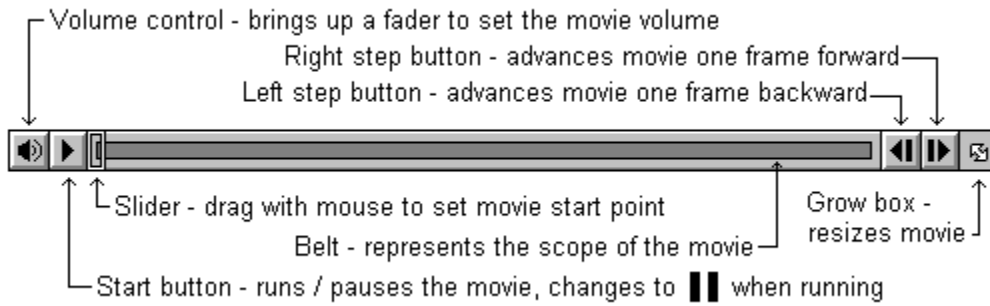 Volume control - brings up a fader to set the movie volume
Right step button - advances movie one frame forward
Left step button - advances movie one frame backward
Slider - drag with mouse to set movie start point
Grow box -
resizes movie
Belt - represents the scope of the movie
Start button - runs / pauses the movie, changes to ▌▌ when running